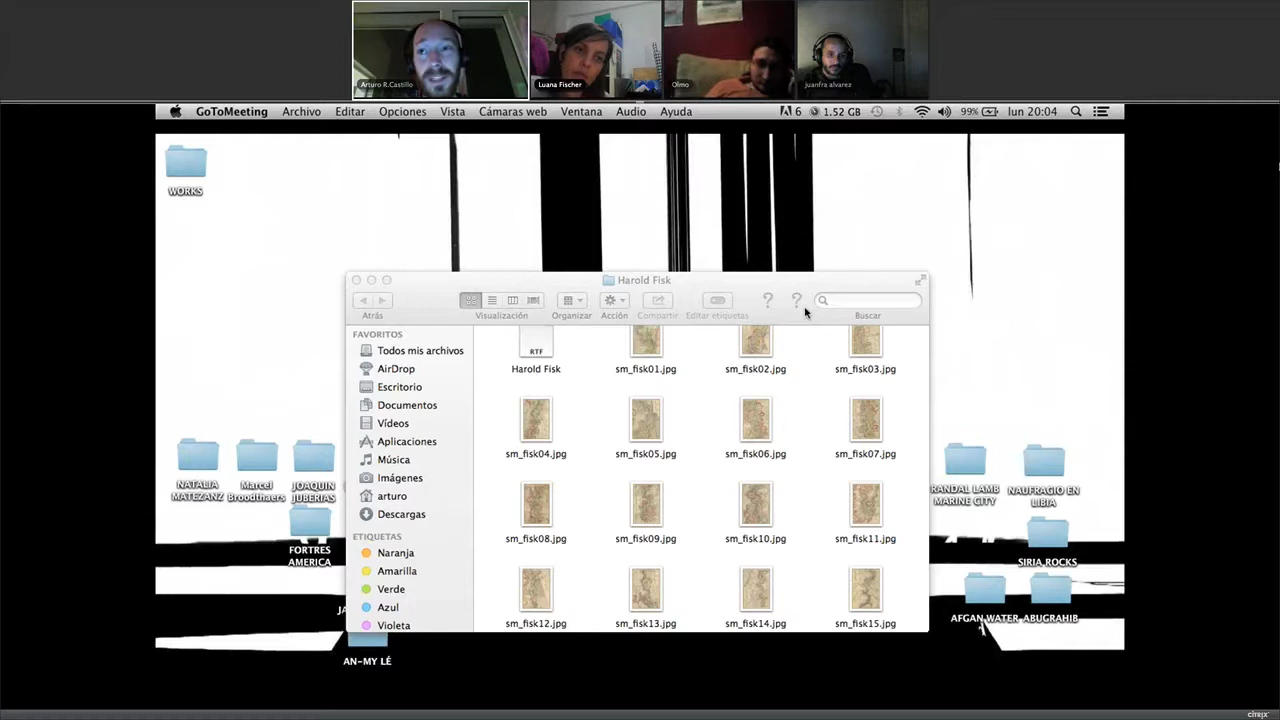 Arturo R.Castillo
Luana Fischer
Olmo
juanfra alvarez
GoToMeeting Archivo Editar Opciones Vista Cámaras web Ventana Audio Ayuda 6 1.52 GB 99% lun 20:04
WORKS
Harold Fisk
Atrás Visualización Organizar Acción Compartir Editar etiquetas Buscar
FAVORITOS
Todos mis archivos
AirDrop
Escritorio
Documentos
Vídeos
Aplicaciones
Música
Imágenes
arturo
Descargas
ETIQUETAS
Naranja
Amarilla
Verde
Azul
Violeta
RTF
Harold Fisk sm_fisk01.jpg sm_fisk02.jpg sm_fisk03.jpg
sm_fisk04.jpg sm_fisk05.jpg sm_fisk06.jpg sm_fisk07.jpg
sm_fisk08.jpg sm_fisk09.jpg sm_fisk10.jpg sm_fisk11.jpg
sm_fisk12.jpg sm_fisk13.jpg sm_fisk14.jpg sm_fisk15.jpg
NATALIA
MATEZANZ
Marcel
Broodthaers
JOAQUIN
JUBERIAS
FORTRES
AMERICA
JA
AN-MY LÉ
RANDAL LAMB
MARINE CITY
NAUFRAGIO EN
LIBIA
SIRIA ROCKS
AFGAN WATER
ABUGRAHIB
CITRIX